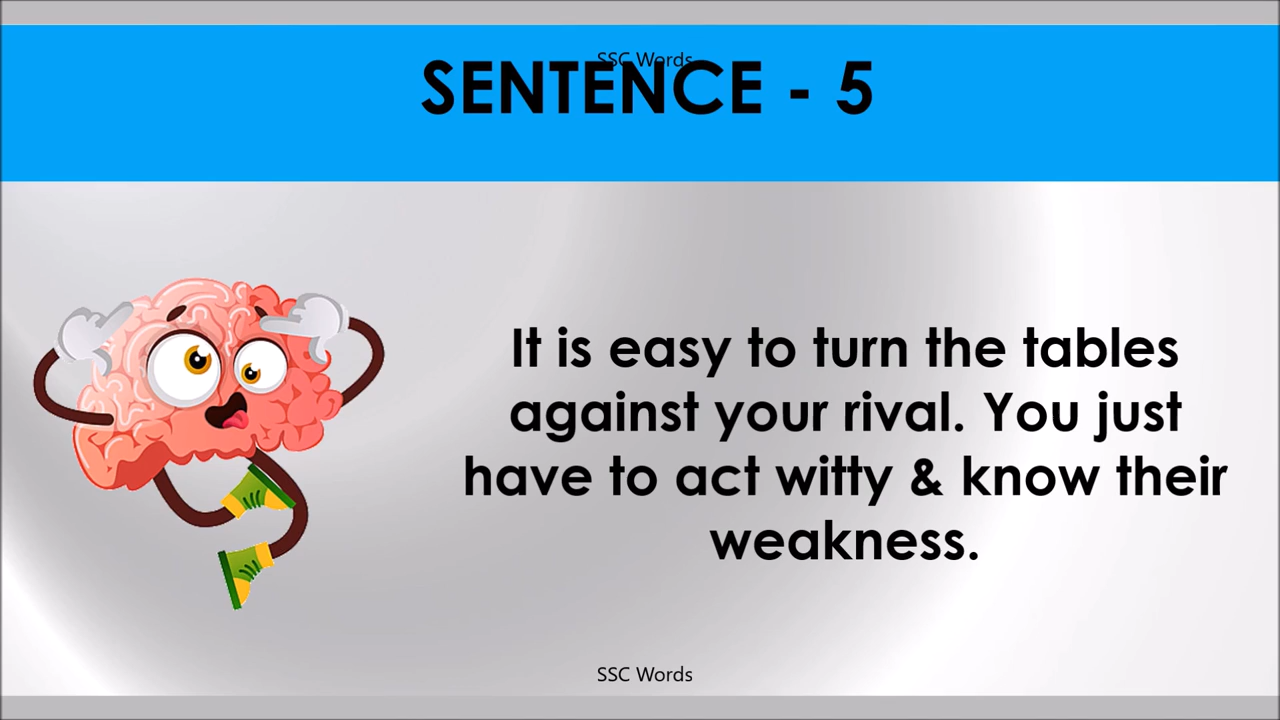 SSC Words
SENTENCE - 5
It is easy to turn the tables
against your rival. You just
have to act witty & know their
weakness.
SSC Words